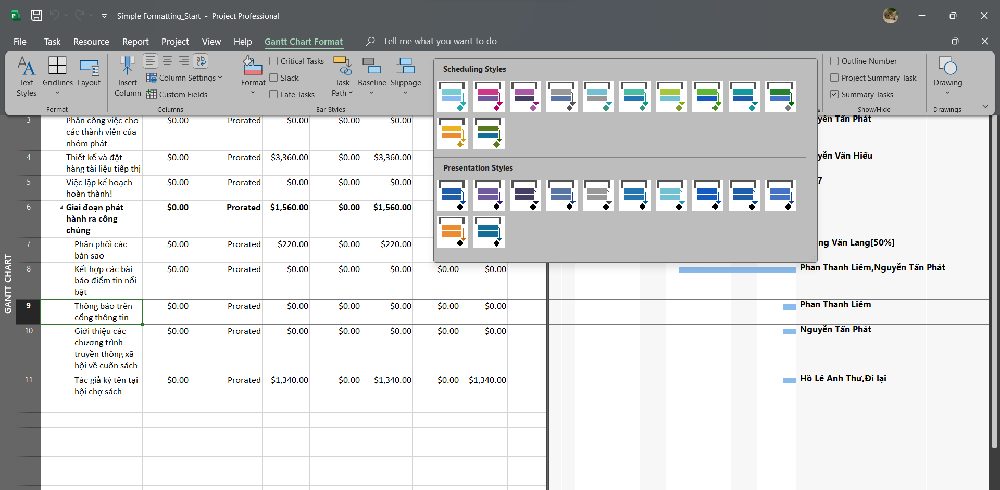 Simple Formatting_Start - Project Professional
File Task Resource Report Project View Help Gantt Chart Format Tell me what you want to do
Text Styles
Gridlines
Layout
Format
Insert Column
Column Settings
Custom Fields
Columns
Format
Critical Tasks
Slack
Late Tasks
Task Path
Baseline
Slippage
Bar Styles
Scheduling Styles
Presentation Styles
Outline Number
Project Summary Task
Summary Tasks
Show/Hide
Drawing
Drawings
GANTT CHART
3 Phân công việc cho $0.00 Prorated $0.00 $0.00 $0.00 yễn Tấn Phát
các thành viên của
nhóm phát
4 Thiết kế và đặt $0.00 Prorated $3,360.00 $0.00 $3,360.00 yễn Văn Hiếu
hàng tài liệu tiếp thị
5 Việc lập kế hoạch $0.00 Prorated $0.00 $0.00 $0.00 7
hoàn thành!
6 Giai đoạn phát $0.00 Prorated $1,560.00 $0.00 $1,560.00
hành ra công
chúng
7 Phân phối các $0.00 Prorated $220.00 $0.00 $220.00 ng Văn Lang[50%]
bản sao
8 Kết hợp các bài $0.00 Prorated $0.00 $0.00 $0.00 $0.00 $0.00 Phan Thanh Liêm,Nguyễn Tấn Phát
báo điểm tin nổi
bật
9 Thông báo trên $0.00 Prorated $0.00 $0.00 $0.00 $0.00 $0.00 Phan Thanh Liêm
cổng thông tin
10 Giới thiệu các $0.00 Prorated $0.00 $0.00 $0.00 $0.00 $0.00 Nguyễn Tấn Phát
chương trình
truyền thông xã
hội về cuốn sách
11 Tác giả ký tên tại $0.00 Prorated $1,340.00 $0.00 $1,340.00 $0.00 $1,340.00 Hồ Lê Anh Thư,Đi lại
hội chợ sách